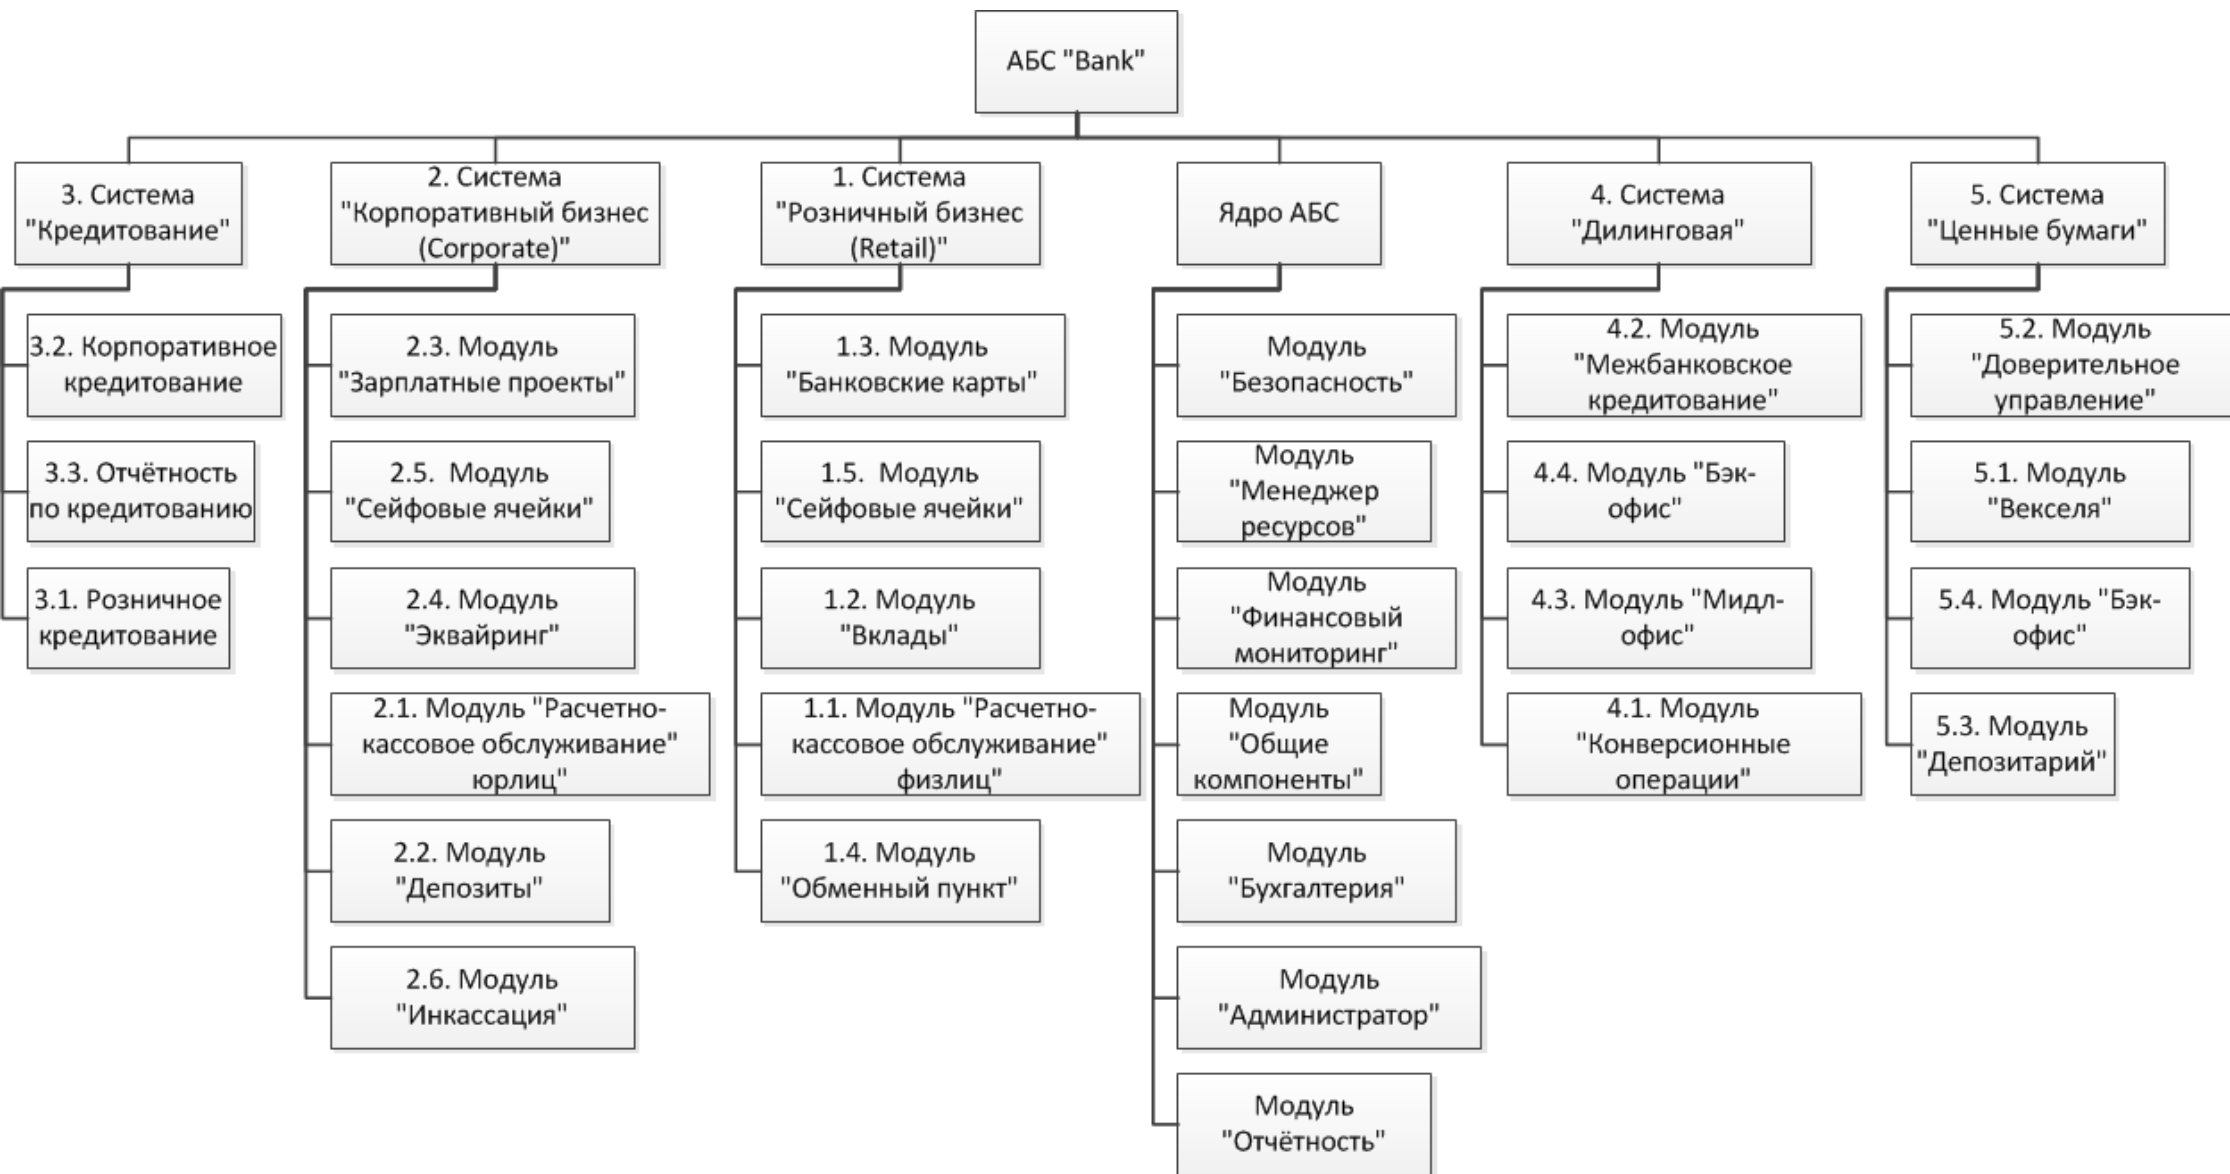 АБС "Bank"
3. Система
"Кредитование"
2. Система
"Корпоративный бизнес
(Corporate)"
1. Система
"Розничный бизнес
(Retail)"
Ядро АБС
4. Система
"Дилинговая"
5. Система
"Ценные бумаги"
3.2. Корпоративное
кредитование
3.3. Отчётность
по кредитованию
3.1. Розничное
кредитование
2.3. Модуль
"Зарплатные проекты"
2.5.  Модуль
"Сейфовые ячейки"
2.4. Модуль
"Эквайринг"
2.1. Модуль "Расчетно-
кассовое обслуживание"
юрлиц"
2.2. Модуль
"Депозиты"
2.6. Модуль
"Инкассация"
1.3. Модуль
"Банковские карты"
1.5.  Модуль
"Сейфовые ячейки"
1.2. Модуль
"Вклады"
1.1. Модуль "Расчетно-
кассовое обслуживание"
физлиц"
1.4. Модуль
"Обменный пункт"
Модуль
"Безопасность"
Модуль
"Менеджер
ресурсов"
Модуль
"Финансовый
мониторинг"
Модуль
"Общие
компоненты"
Модуль
"Бухгалтерия"
Модуль
"Администратор"
Модуль
"Отчётность"
4.2. Модуль
"Межбанковское
кредитование"
4.4. Модуль "Бэк-
офис"
4.3. Модуль "Мидл-
офис"
4.1. Модуль
"Конверсионные
операции"
5.2. Модуль
"Доверительное
управление"
5.1. Модуль
"Векселя"
5.4. Модуль "Бэк-
офис"
5.3. Модуль
"Депозитарий"